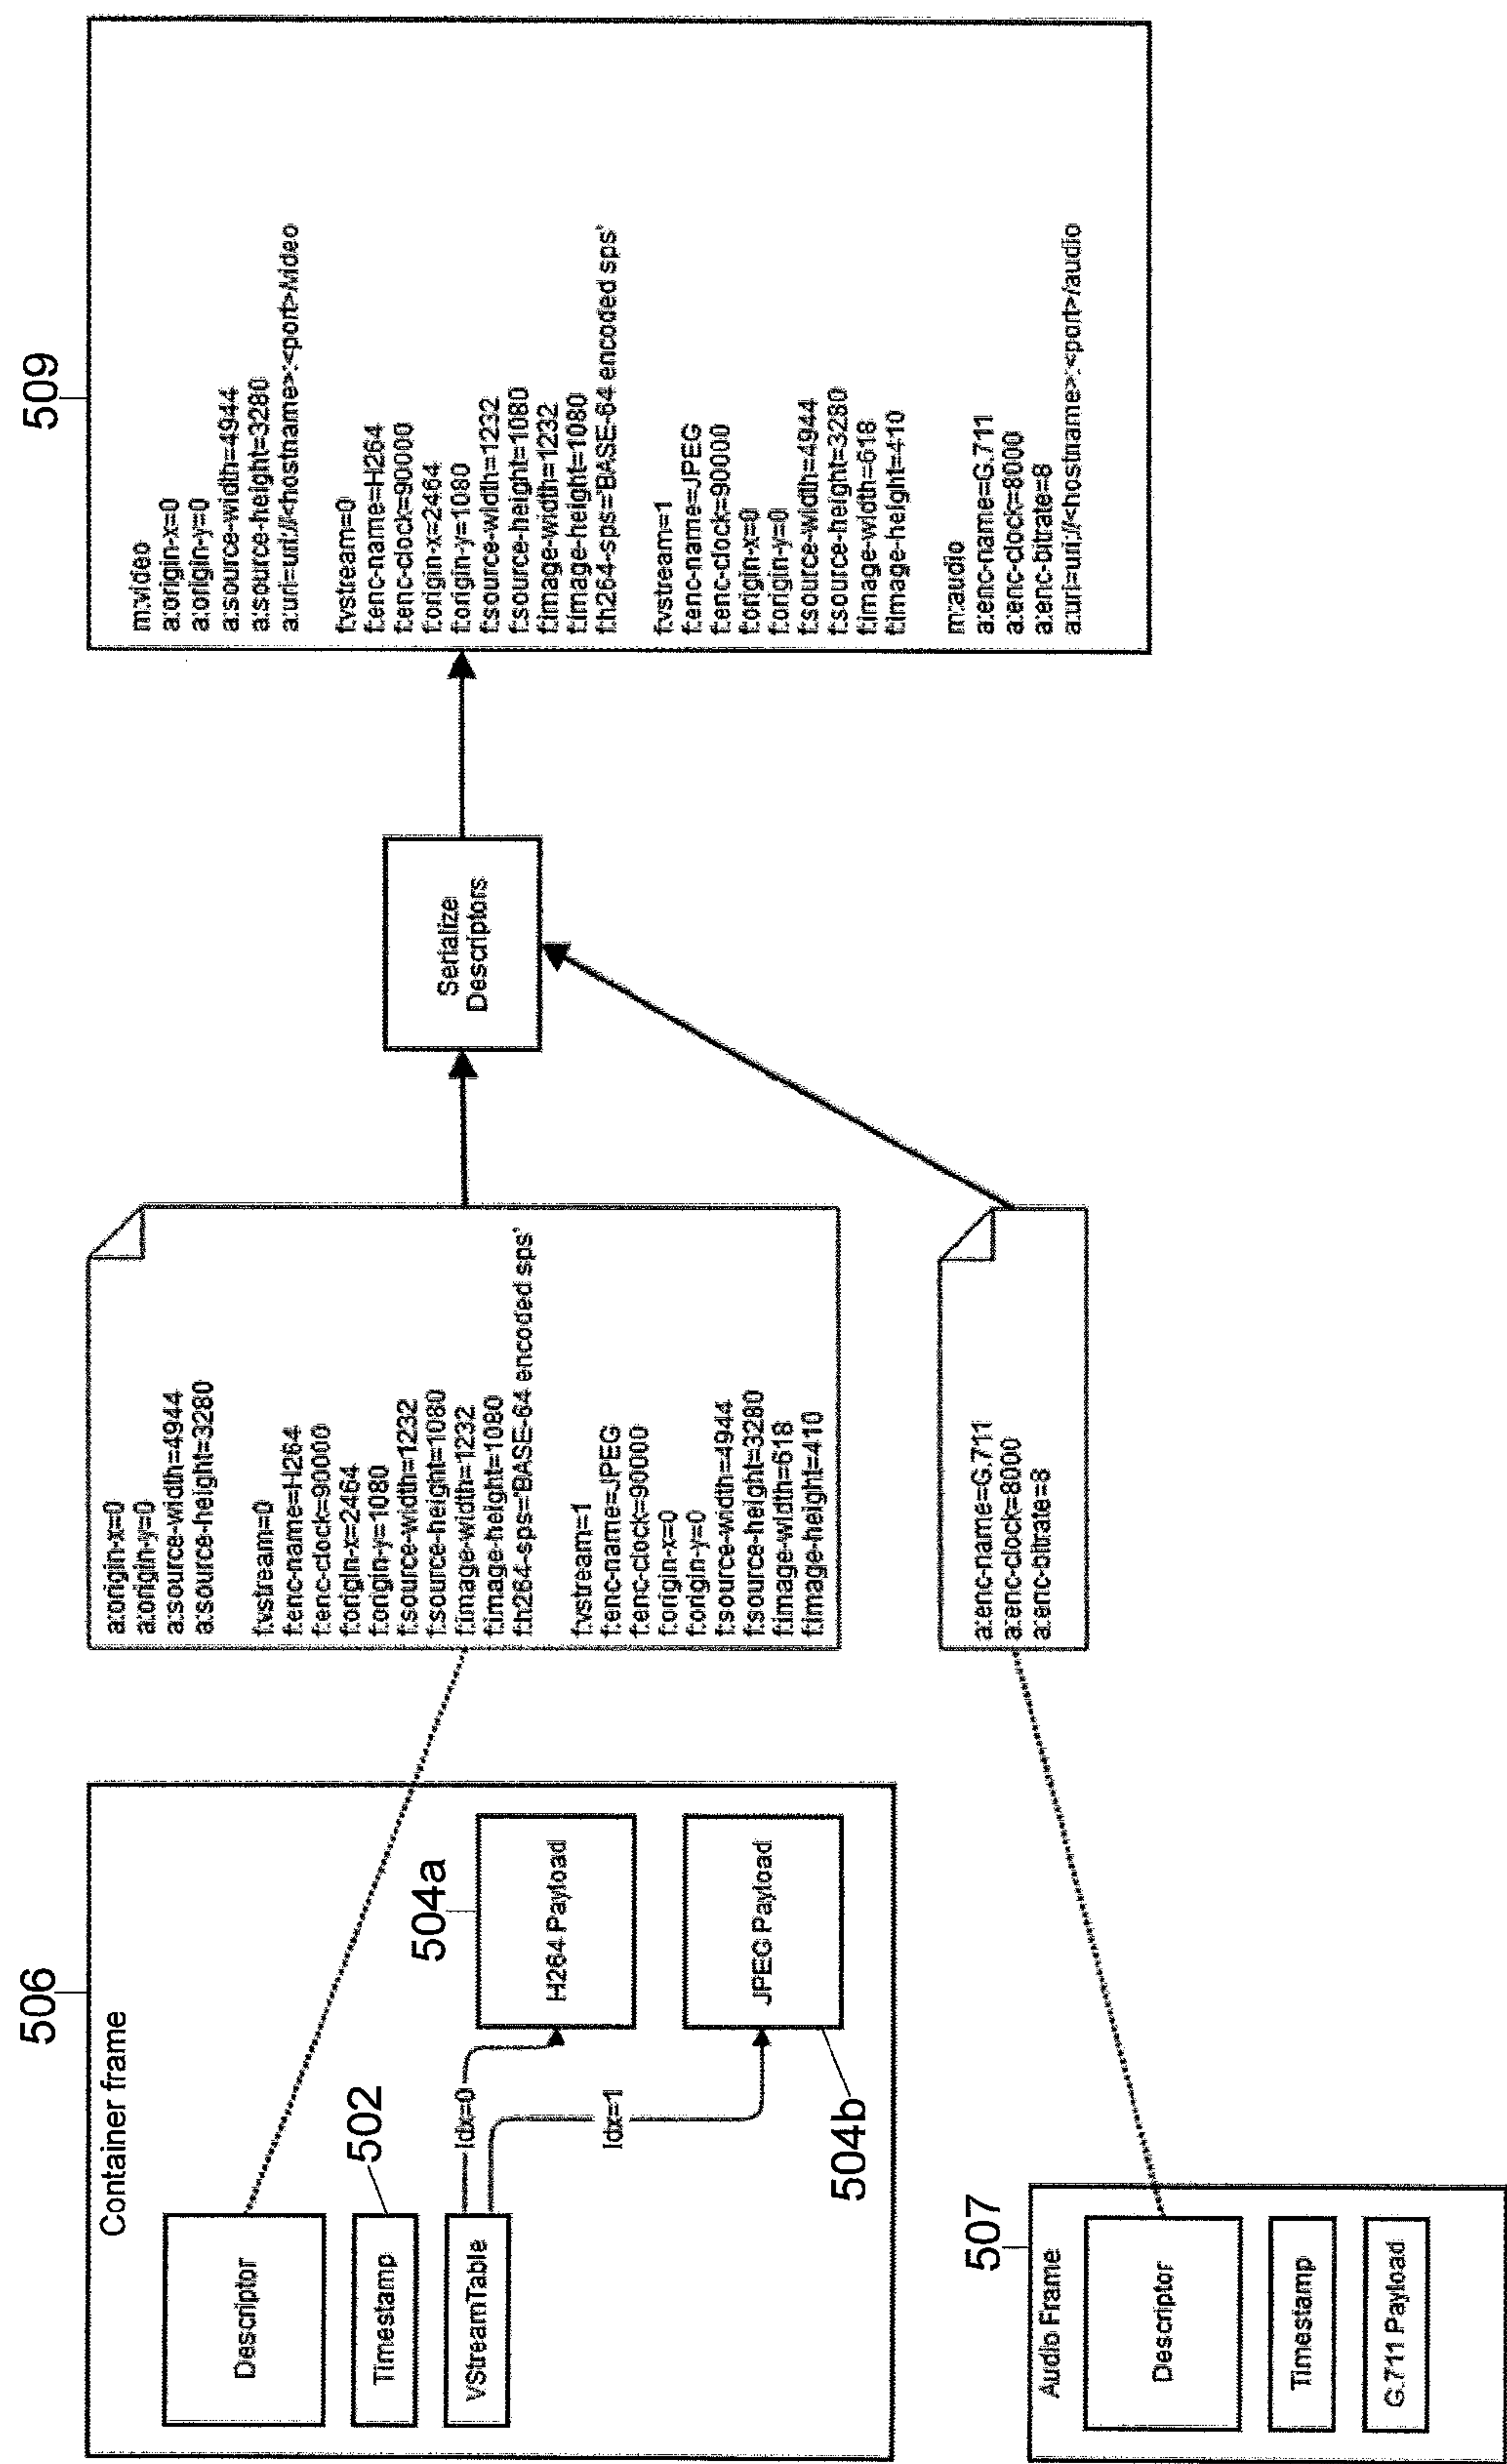 506
Container frame
Descriptor
Timestamp
502
VStreamTable
Idx=0
Idx=1
504a
H264 Payload
JPEG Payload
504b
507
Audio Frame
Descriptor
Timestamp
G.711 Payload
a:origin-x=0
a:origin-y=0
a:source-width=4944
a:source-height=3280
f:vstream=0
f:enc-name=H264
f:enc-clock=90000
f:origin-x=2464
f:origin-y=1080
f:source-width=1232
f:source-height=1080
f:image-width=1232
f:image-height=1080
f:h264-sps='BASE-64 encoded sps'
f:vstream=1
f:enc-name=JPEG
f:enc-clock=90000
f:origin-x=0
f:origin-y=0
f:source-width=4944
f:source-height=3280
f:image-width=618
f:image-height=410
a:enc-name=G.711
a:enc-clock=8000
a:enc-bitrate=8
Serialize
Descriptors
509
m:video
a:origin-x=0
a:origin-y=0
a:source-width=4944
a:source-height=3280
a:uri=uri://<hostname>:<port>/video
f:vstream=0
f:enc-name=H264
f:enc-clock=90000
f:origin-x=2464
f:origin-y=1080
f:source-width=1232
f:source-height=1080
f:image-width=1232
f:image-height=1080
f:h264-sps='BASE-64 encoded sps'
f:vstream=1
f:enc-name=JPEG
f:enc-clock=90000
f:origin-x=0
f:origin-y=0
f:source-width=4944
f:source-height=3280
f:image-width=618
f:image-height=410
m:audio
a:enc-name=G.711
a:enc-clock=8000
a:enc-bitrate=8
a:uri=uri://<hostname>:<port>/audio